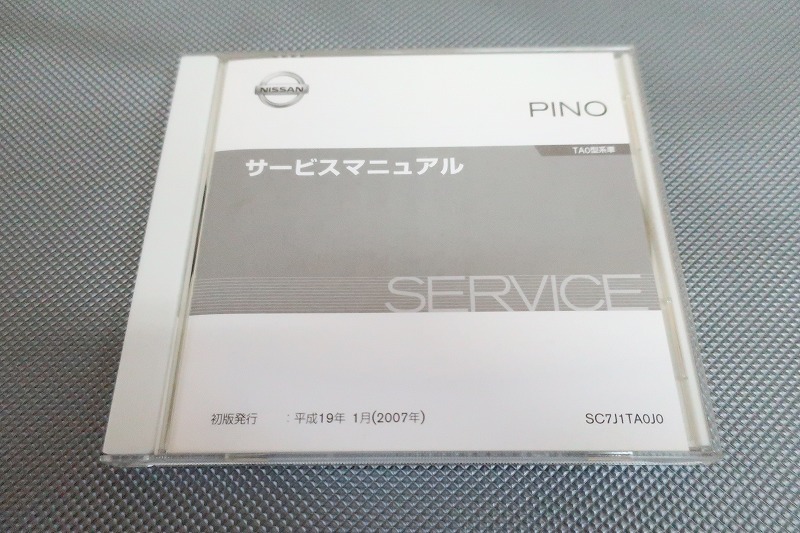 NISSAN
PINO
TA0型系車
サービスマニュアル
SERVICE
初版発行 : 平成19年 1月(2007年)
SC7J1TA0J0